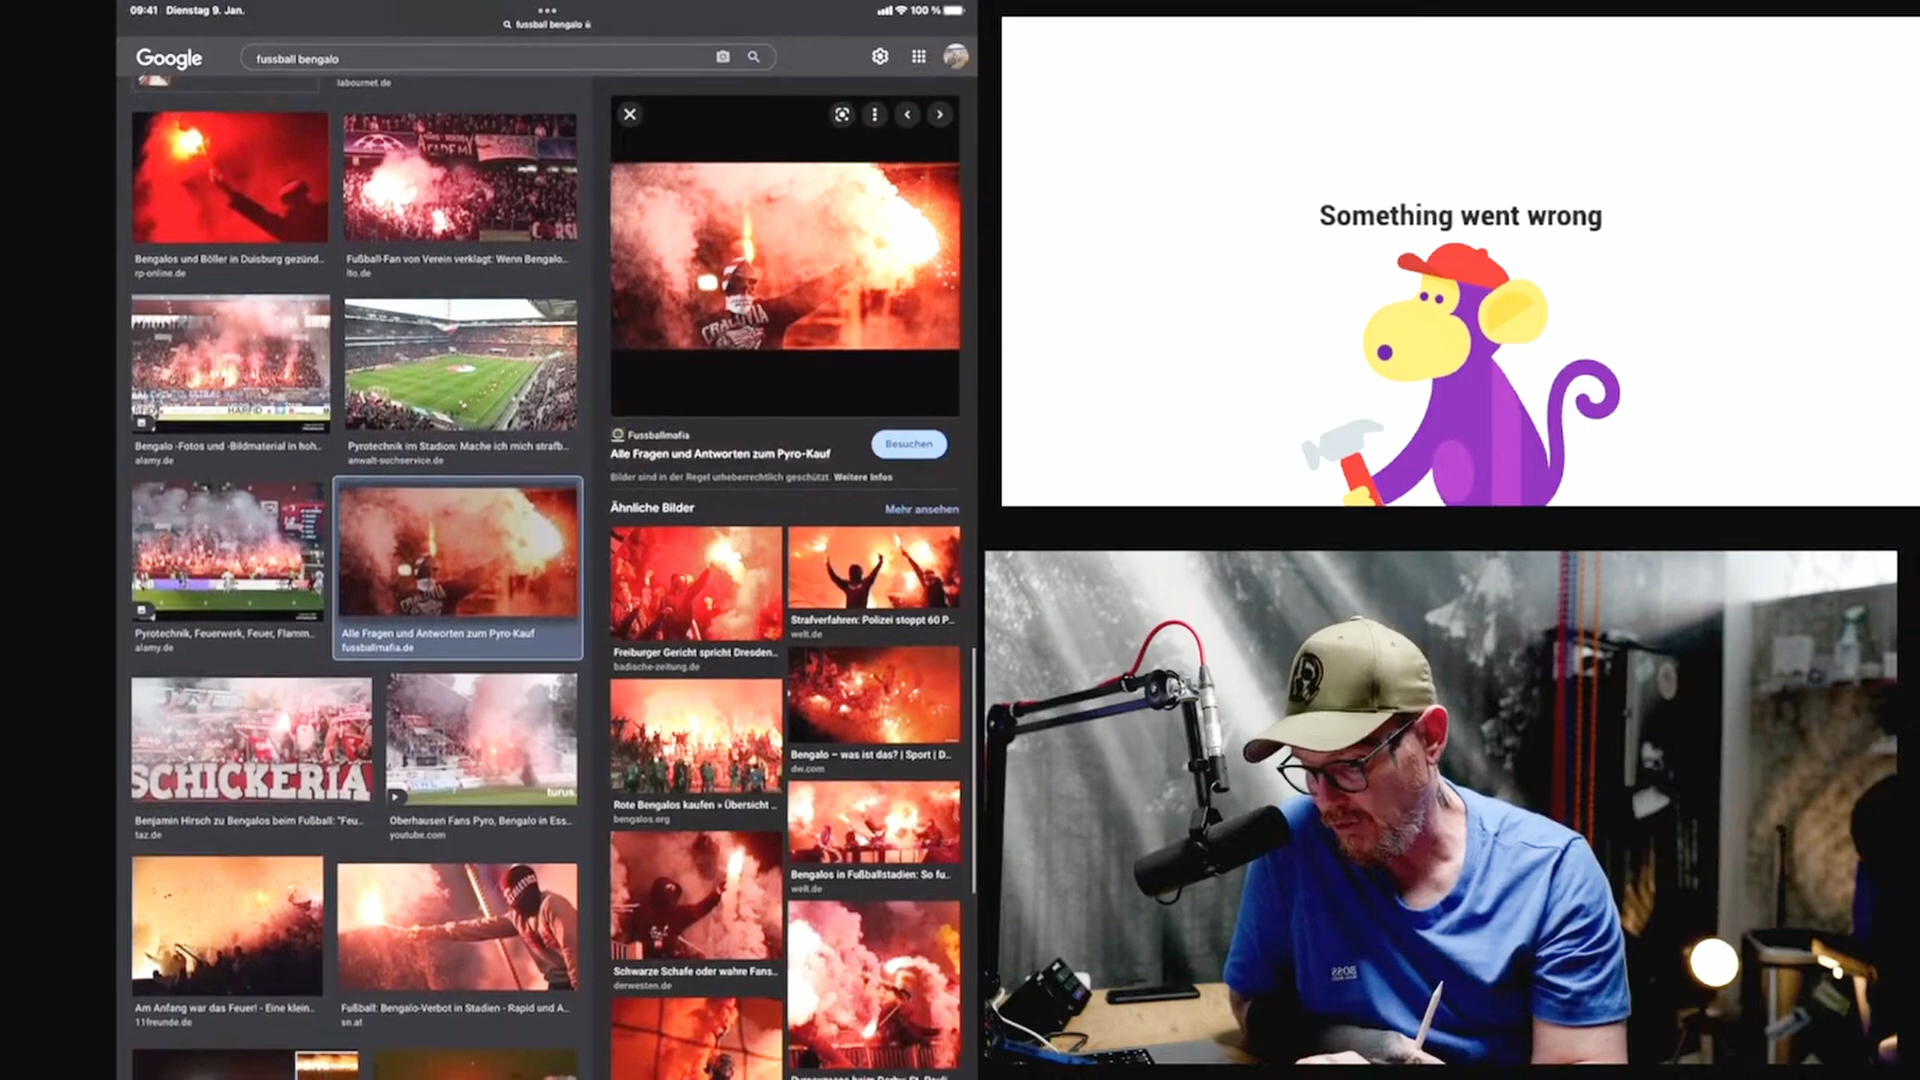 09:41 Dienstag 9. Jan.
fussball bengalo
100 %
Google
fussball bengalo
labournet.de
Bengalos und Böller in Duisburg gezünd...
rp-online.de
Fußball-Fan von Verein verklagt: Wenn Bengalo...
lto.de
Bengalo -Fotos und -Bildmaterial in hoh...
alamy.de
Pyrotechnik im Stadion: Mache ich mich strafb...
anwalt-suchservice.de
Pyrotechnik, Feuerwerk, Feuer, Flamm...
alamy.de
Alle Fragen und Antworten zum Pyro-Kauf
fussballmafia.de
SCHICKERIA
turus
Benjamin Hirsch zu Bengalos beim Fußball: "Feu...
taz.de
Oberhausen Fans Pyro, Bengalo in Ess...
youtube.com
Am Anfang war das Feuer! - Eine klein...
11freunde.de
Fußball: Bengalo-Verbot in Stadien - Rapid und A...
sn.at
ACADEMY
HARFID
CRALOVIA
Fussballmafia
Alle Fragen und Antworten zum Pyro-Kauf
Besuchen
Bilder sind in der Regel urheberrechtlich geschützt. Weitere Infos
Ähnliche Bilder
Mehr ansehen
Freiburger Gericht spricht Dresden...
badische-zeitung.de
Strafverfahren: Polizei stoppt 60 P...
welt.de
Rote Bengalos kaufen » Übersicht ...
bengalos.org
Bengalo – was ist das? | Sport | D...
dw.com
Bengalos in Fußballstadien: So fu...
welt.de
Schwarze Schafe oder wahre Fans...
derwesten.de
Something went wrong
BOSS